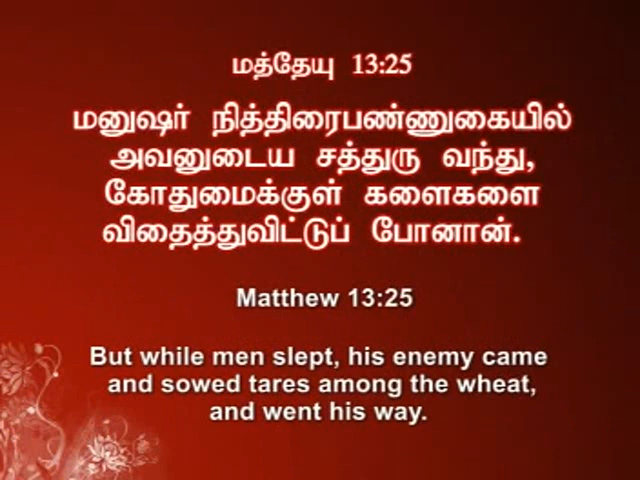 மத்தேயு 13:25
மனுஷர் நித்திரைபண்ணுகையில்
அவனுடைய சத்துரு வந்து,
கோதுமைக்குள் களைகளை
விதைத்துவிட்டுப் போனான்.
Matthew 13:25
But while men slept, his enemy came
and sowed tares among the wheat,
and went his way.